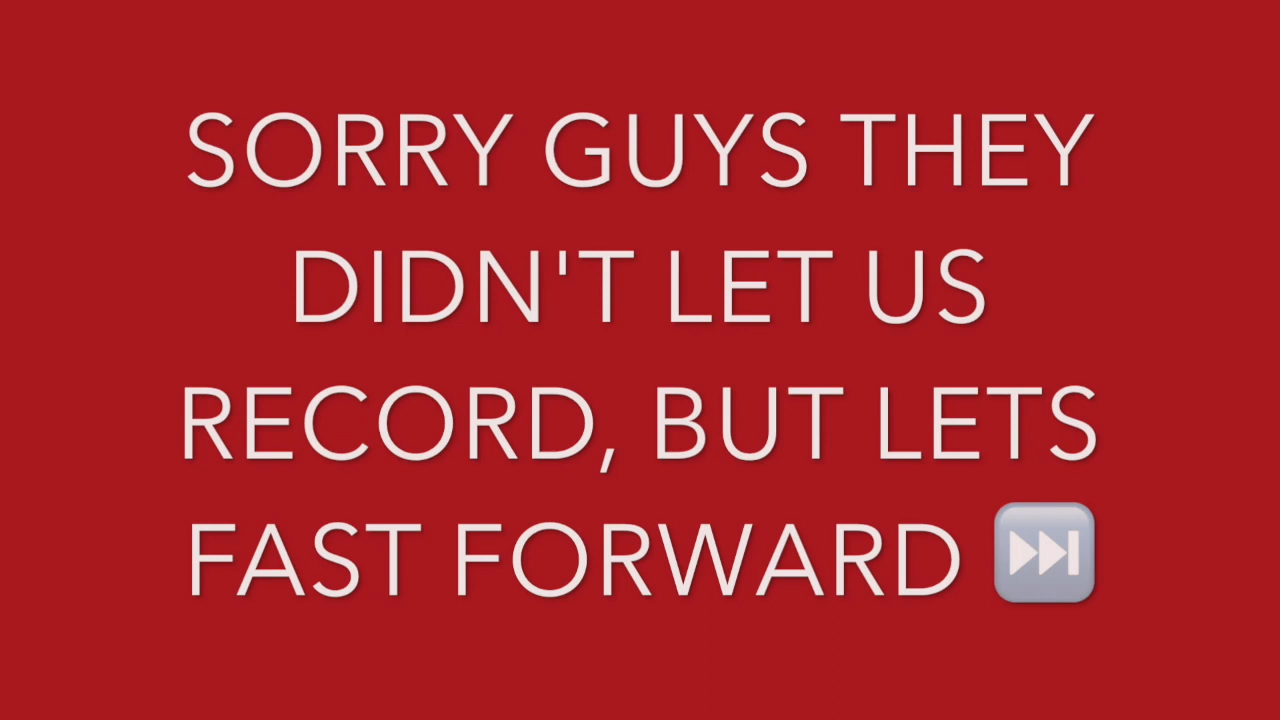 SORRY GUYS THEY
DIDN'T LET US
RECORD, BUT LETS
FAST FORWARD ⏭